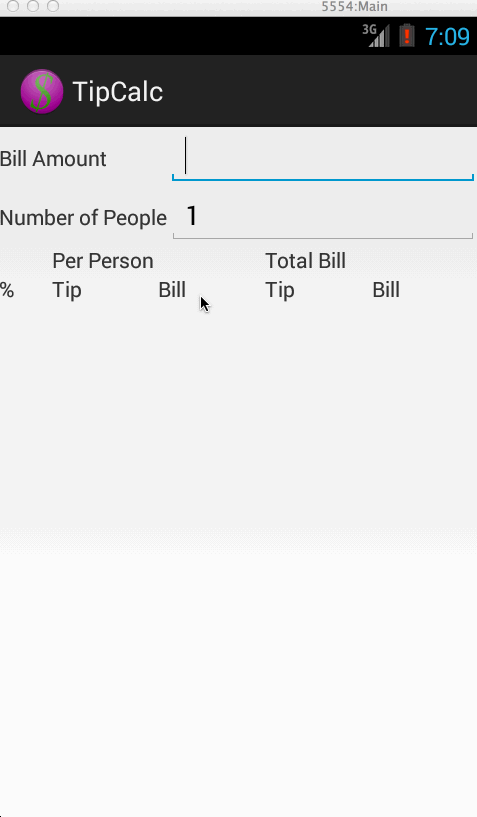 5554:Main
3G 7:09
$ TipCalc
Bill Amount
Number of People 1
Per Person Total Bill
% Tip Bill Tip Bill